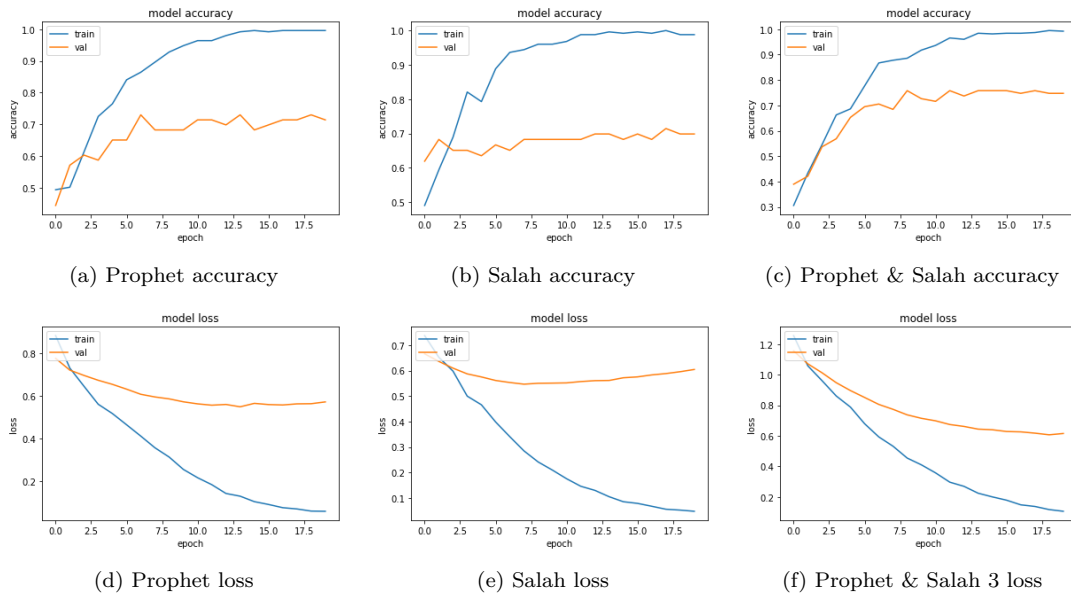 model accuracy
train
val
accuracy
1.0
0.9
0.8
0.7
0.6
0.5
0.0 2.5 5.0 7.5 10.0 12.5 15.0 17.5
epoch
(a) Prophet accuracy
model accuracy
train
val
accuracy
1.0
0.9
0.8
0.7
0.6
0.5
0.0 2.5 5.0 7.5 10.0 12.5 15.0 17.5
epoch
(b) Salah accuracy
model accuracy
train
val
accuracy
1.0
0.9
0.8
0.7
0.6
0.5
0.4
0.3
0.0 2.5 5.0 7.5 10.0 12.5 15.0 17.5
epoch
(c) Prophet & Salah accuracy
model loss
train
val
loss
0.8
0.6
0.4
0.2
0.0 2.5 5.0 7.5 10.0 12.5 15.0 17.5
epoch
(d) Prophet loss
model loss
train
val
loss
0.7
0.6
0.5
0.4
0.3
0.2
0.1
0.0 2.5 5.0 7.5 10.0 12.5 15.0 17.5
epoch
(e) Salah loss
model loss
train
val
loss
1.2
1.0
0.8
0.6
0.4
0.2
0.0 2.5 5.0 7.5 10.0 12.5 15.0 17.5
epoch
(f) Prophet & Salah 3 loss